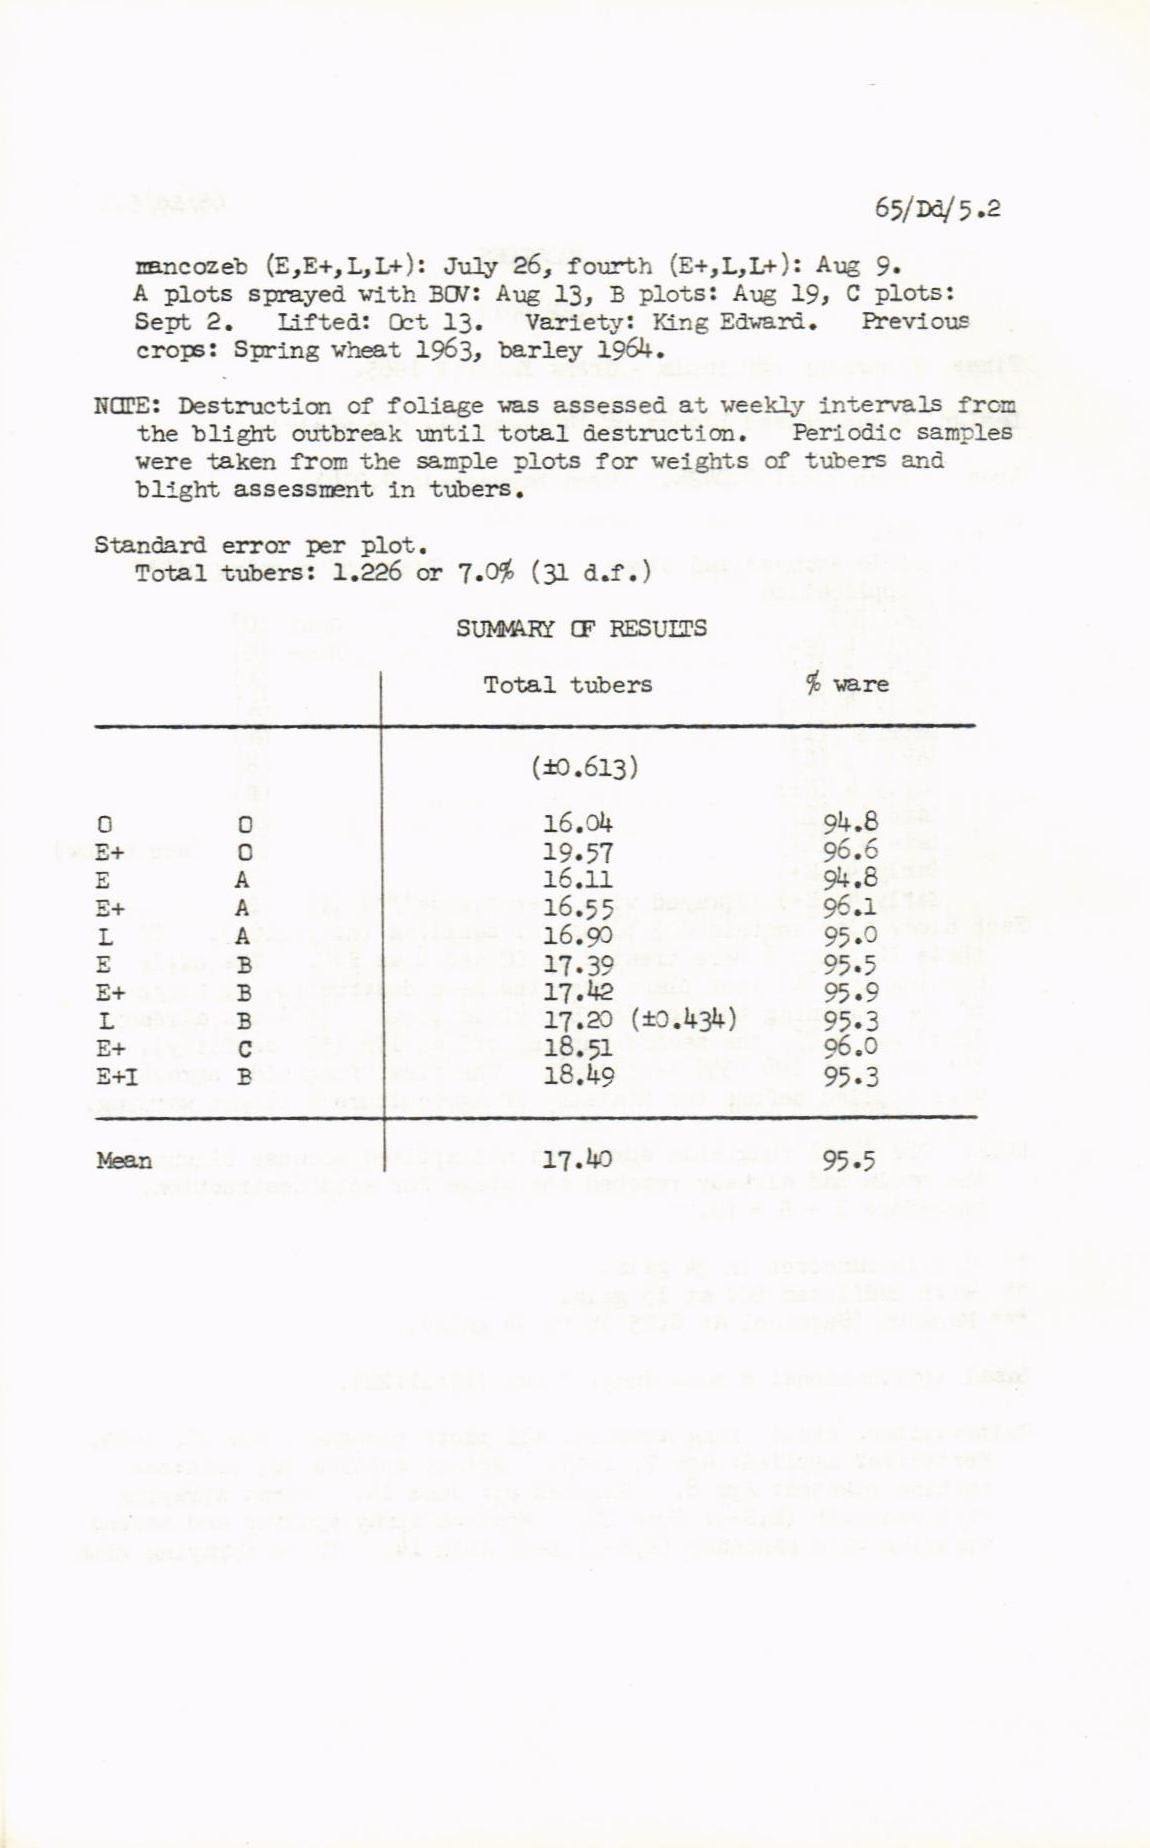 65/Dd/5.2
mancozeb (E,E+,L,L+): July 26, fourth (E+,L,L+): Aug 9.
A plots sprayed with BOV: Aug 13, B plots: Aug 19, C plots:
Sept 2. Lifted: Oct 13. Variety: King Edward. Previous
crops: Spring wheat 1963, barley 1964.
NOTE: Destruction of foliage was assessed at weekly intervals from
the blight outbreak until total destruction. Periodic samples
were taken from the sample plots for weights of tubers and
blight assessment in tubers.
Standard error per plot.
Total tubers: 1.226 or 7.0% (31 d.f.)
SUMMARY OF RESULTS
Total tubers % ware
(±0.613)
O O 16.04 94.8
E+ O 19.57 96.6
E A 16.11 94.8
E+ A 16.55 96.1
L A 16.90 95.0
E B 17.39 95.5
E+ B 17.42 95.9
L B 17.20 (±0.434) 95.3
E+ C 18.51 96.0
E+I B 18.49 95.3
Mean 17.40 95.5